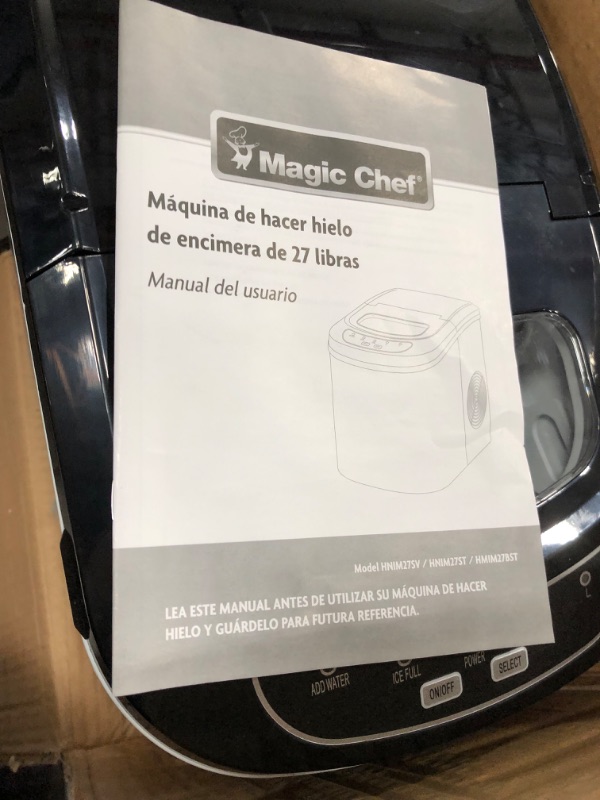 Magic Chef®
Máquina de hacer hielo
de encimera de 27 libras
Manual del usuario
Model HNIM27SV / HNIM27ST / HMIM27BST
LEA ESTE MANUAL ANTES DE UTILIZAR SU MÁQUINA DE HACER
HIELO Y GUÁRDELO PARA FUTURA REFERENCIA.
ADD WATER
ICE FULL
ON/OFF
POWER
SELECT
L